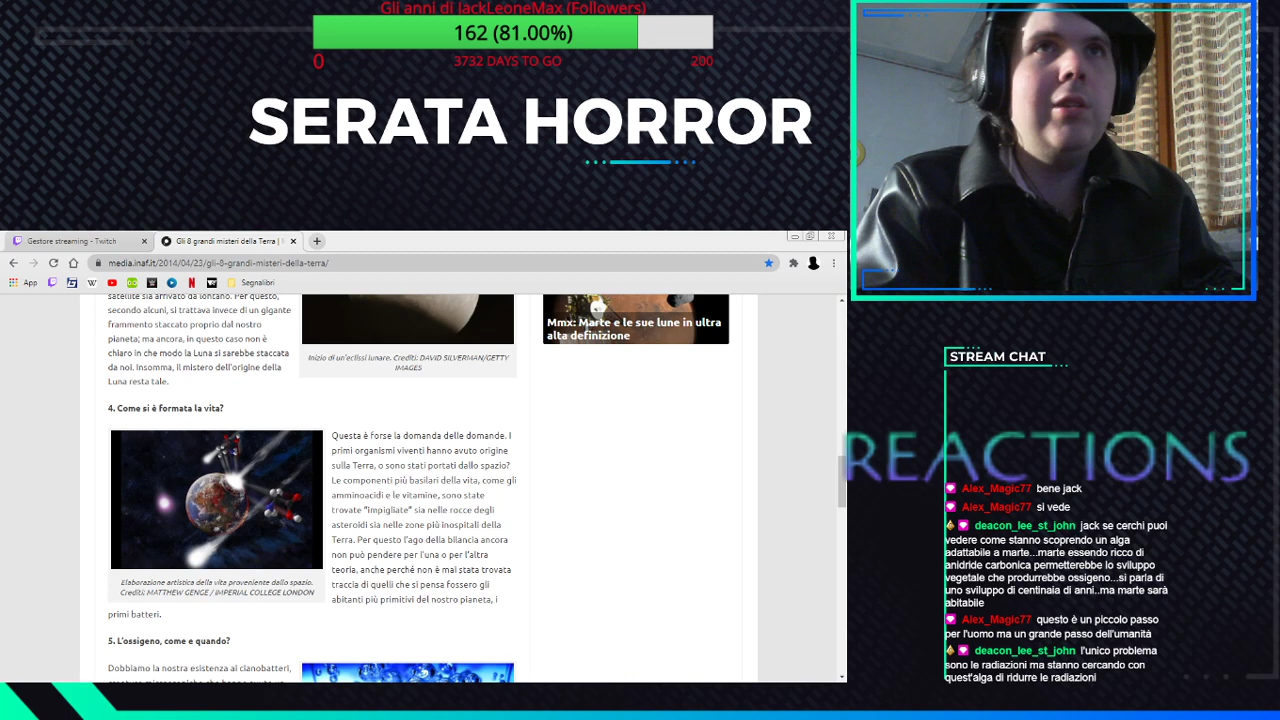 Gli anni di IackLeoneMax (Followers)
162 (81.00%)
0
3732 DAYS TO GO
200
SERATA HORROR
Gestore streaming - Twitch
Gli 8 grandi misteri della Terra |
media.inaf.it/2014/04/23/gli-8-grandi-misteri-della-terra/
App
Segnalibri
satellite sia arrivato da lontano. Per questo,
secondo alcuni, si trattava invece di un gigante
frammento staccato proprio dal nostro
pianeta; ma ancora, in questo caso non è
chiaro in che modo la Luna si sarebbe staccata
da noi. Insomma, il mistero dell'origine della
Luna resta tale.
Inizio di un'eclissi lunare. Crediti: DAVID SILVERMAN/GETTY
IMAGES
Mmx: Marte e le sue lune in ultra
alta definizione
4. Come si è formata la vita?
Questa è forse la domanda delle domande. I
primi organismi viventi hanno avuto origine
sulla Terra, o sono stati portati dallo spazio?
Le componenti più basilari della vita, come gli
amminoacidi e le vitamine, sono state
trovate "impigliate" sia nelle rocce degli
asteroidi sia nelle zone più inospitali della
Terra. Per questo l'ago della bilancia ancora
non può pendere per l'una o per l'altra
teoria, anche perché non è mai stata trovata
traccia di quelli che si pensa fossero gli
abitanti più primitivi del nostro pianeta, i
primi batteri.
Elaborazione artistica della vita proveniente dallo spazio.
Crediti: MATTHEW GENGE / IMPERIAL COLLEGE LONDON
5. L'ossigeno, come e quando?
Dobbiamo la nostra esistenza ai cianobatteri,
STREAM CHAT
REACTIONS
Alex_Magic77 bene jack
Alex_Magic77 si vede
deacon_lee_st_john jack se cerchi puoi
vedere come stanno scoprendo un alga
adattabile a marte...marte essendo ricco di
anidride carbonica permetterebbe lo sviluppo
vegetale che produrrebbe ossigeno...si parla di
uno sviluppo di centinaia di anni..ma marte sarà
abitabile
Alex_Magic77 questo è un piccolo passo
per l'uomo ma un grande passo dell'umanità
deacon_lee_st_john l'unico problema
sono le radiazioni ma stanno cercando con
quest'alga di ridurre le radiazioni